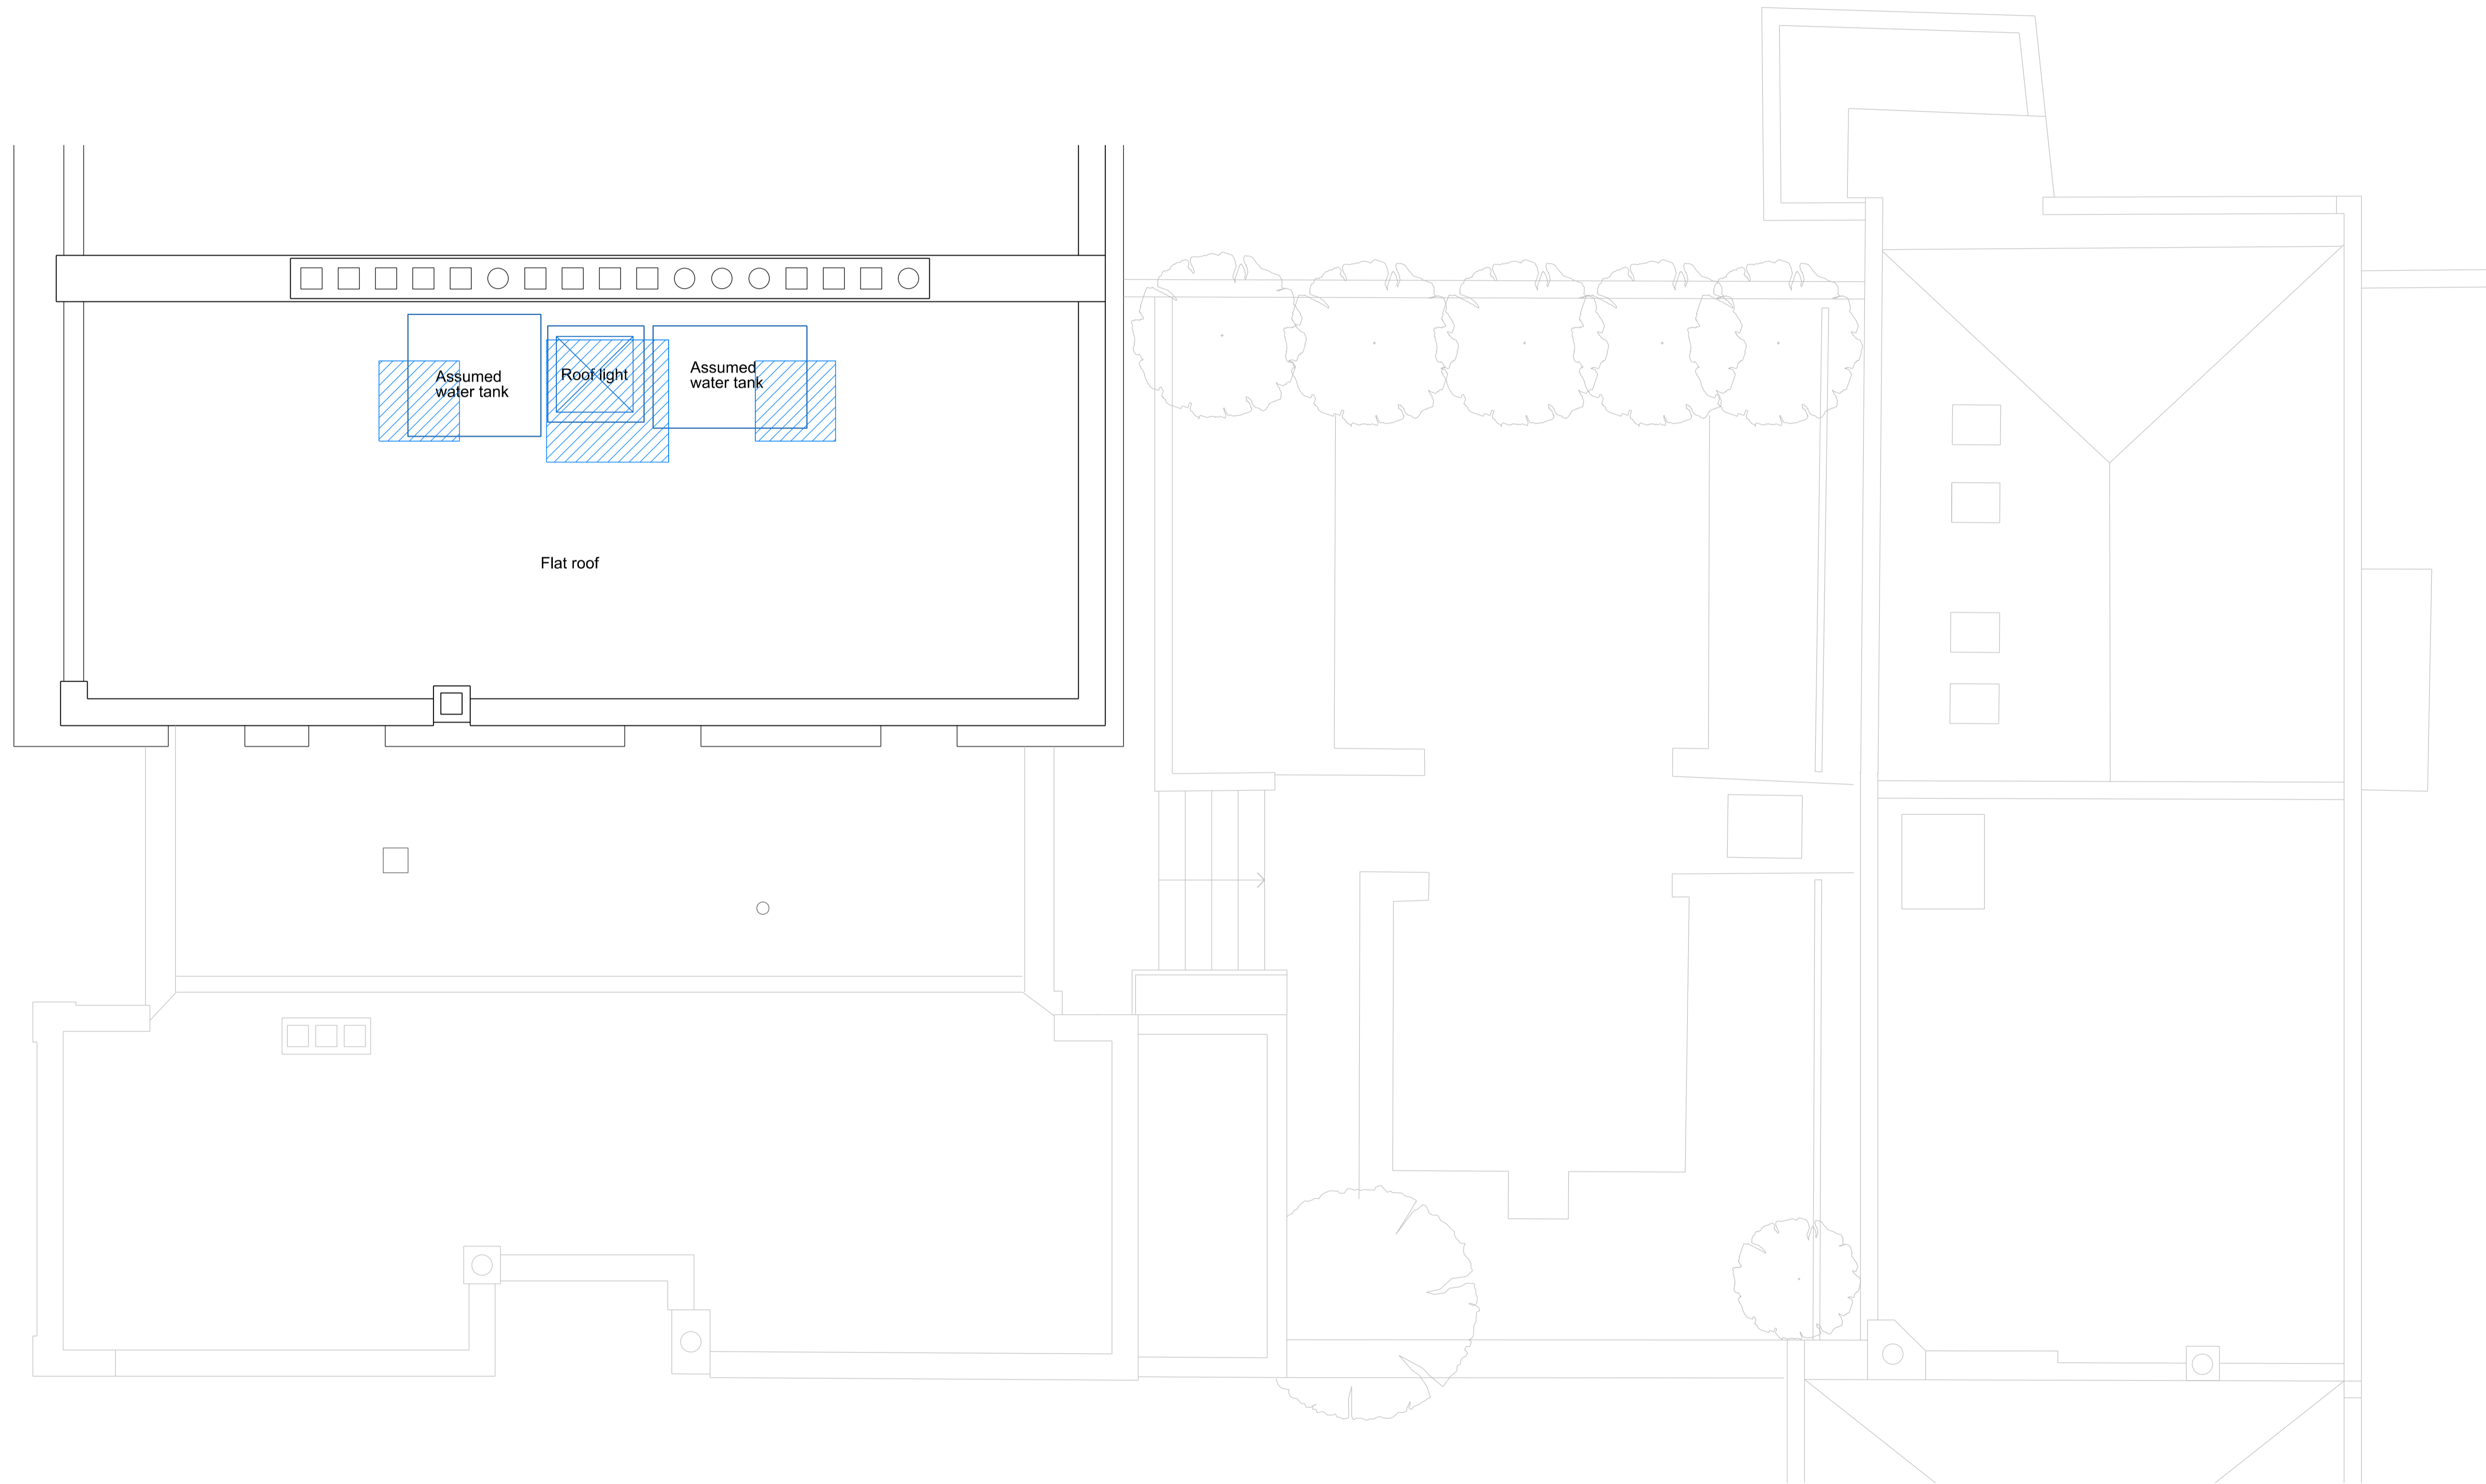 Assumed
water tank
Roof light
Assumed
water tank
Flat roof